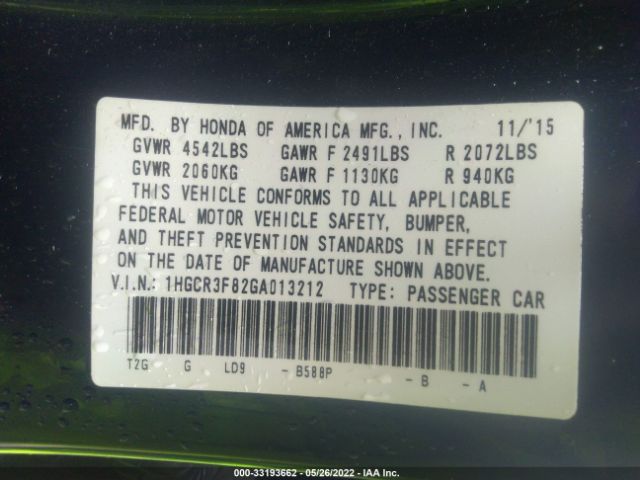 MFD. BY HONDA OF AMERICA MFG., INC. 11/'15
GVWR 4542LBS GAWR F 2491LBS R 2072LBS
GVWR 2060KG GAWR F 1130KG R 940KG
THIS VEHICLE CONFORMS TO ALL APPLICABLE
FEDERAL MOTOR VEHICLE SAFETY, BUMPER,
AND THEFT PREVENTION STANDARDS IN EFFECT
ON THE DATE OF MANUFACTURE SHOWN ABOVE.
V.I.N.: 1HGCR3F82GA013212 TYPE: PASSENGER CAR
T2G G LD9 - B588P - B - A
000-33193662 - 05/26/2022 - IAA Inc.